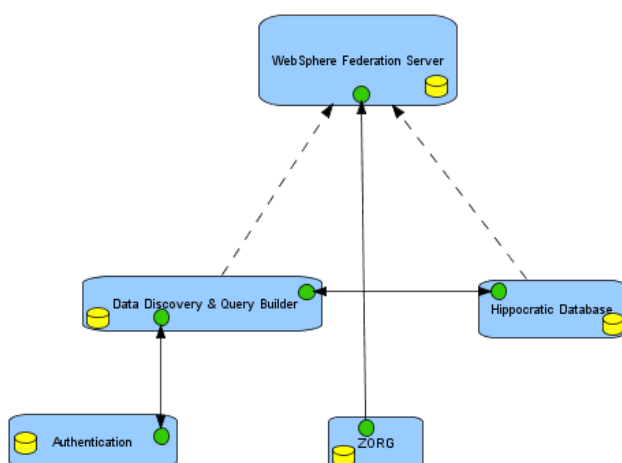 WebSphere Federation Server
Data Discovery & Query Builder
Hippocratic Database
Authentication
ZORG